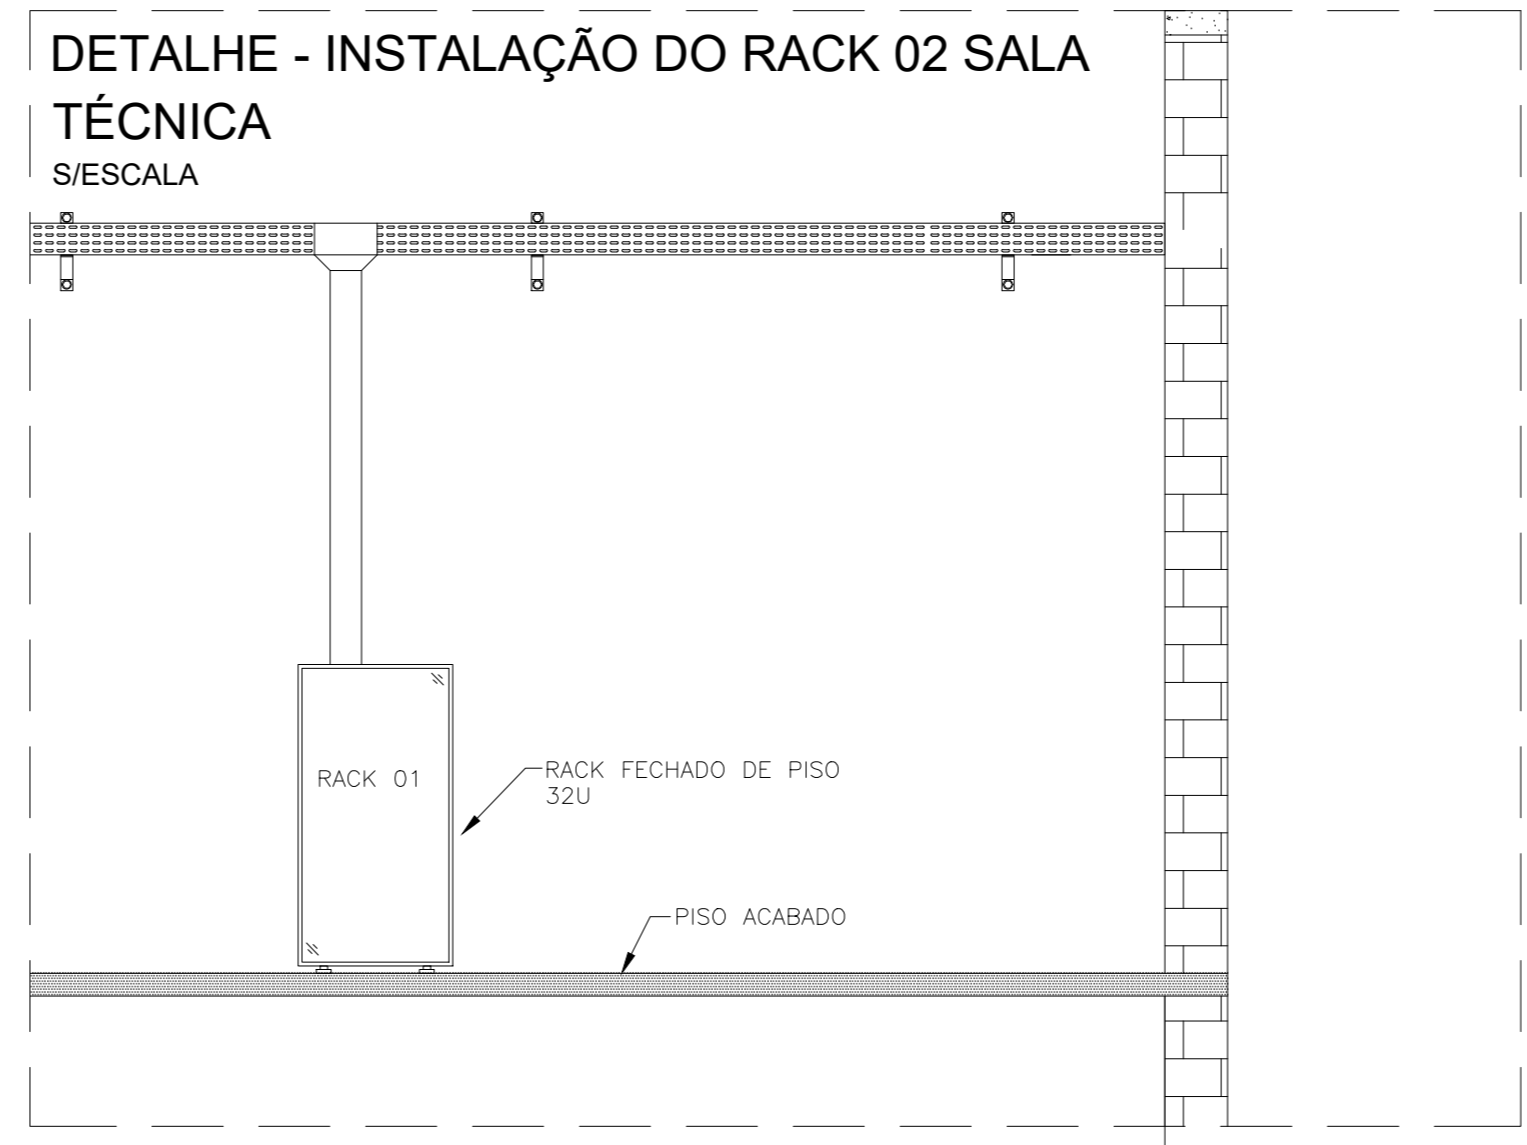 DETALHE - INSTALAÇÃO DO RACK 02 SALA
TÉCNICA
S/ESCALA
RACK 01
RACK FECHADO DE PISO
32U
PISO ACABADO